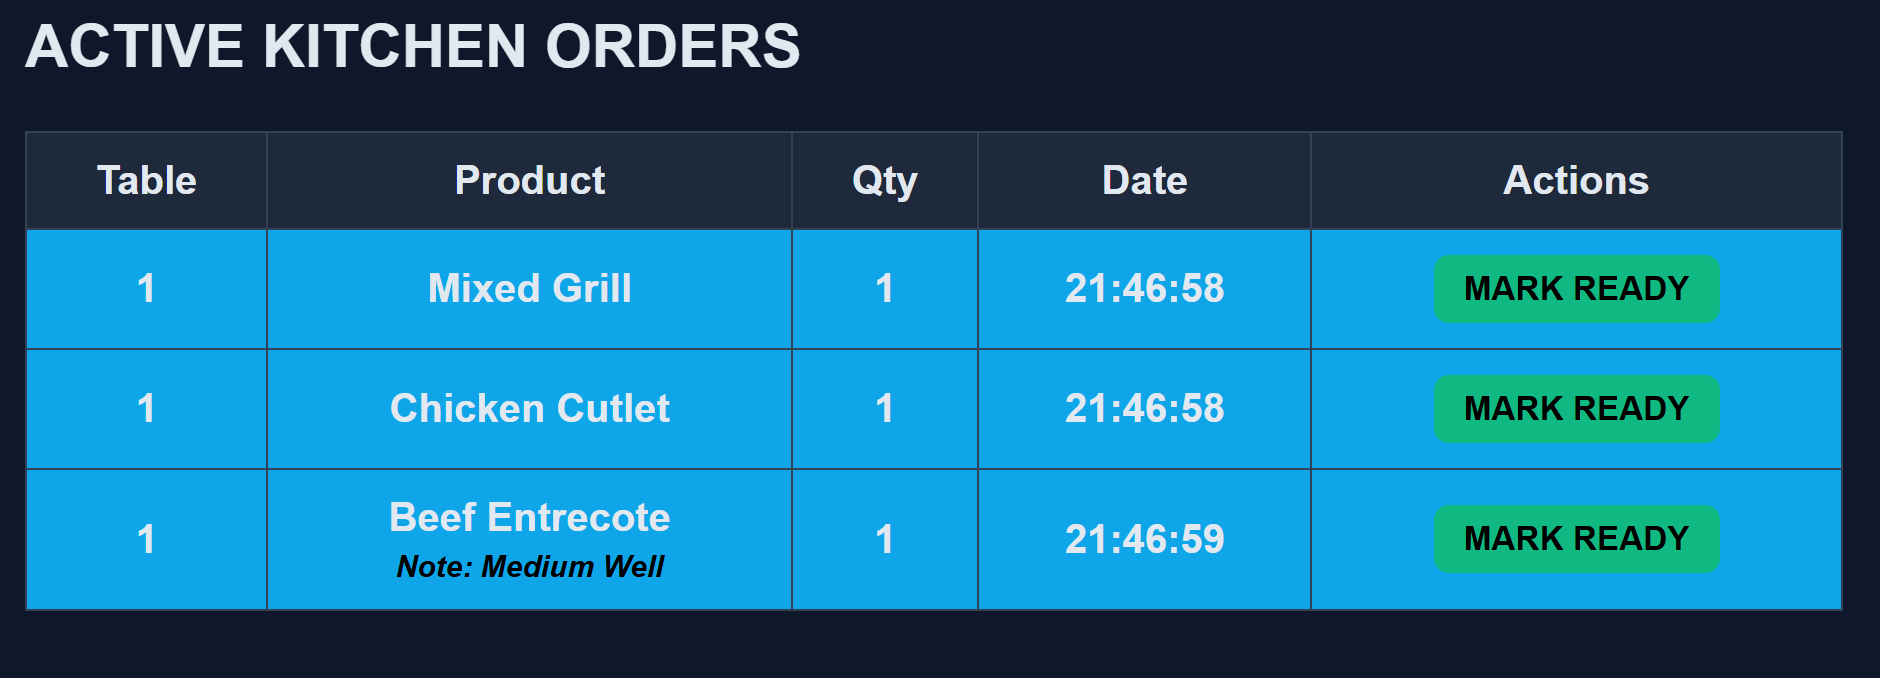 ACTIVE KITCHEN ORDERS
Table Product Qty Date Actions
1 Mixed Grill 1 21:46:58 MARK READY
1 Chicken Cutlet 1 21:46:58 MARK READY
1 Beef Entrecote 1 21:46:59 MARK READY
Note: Medium Well